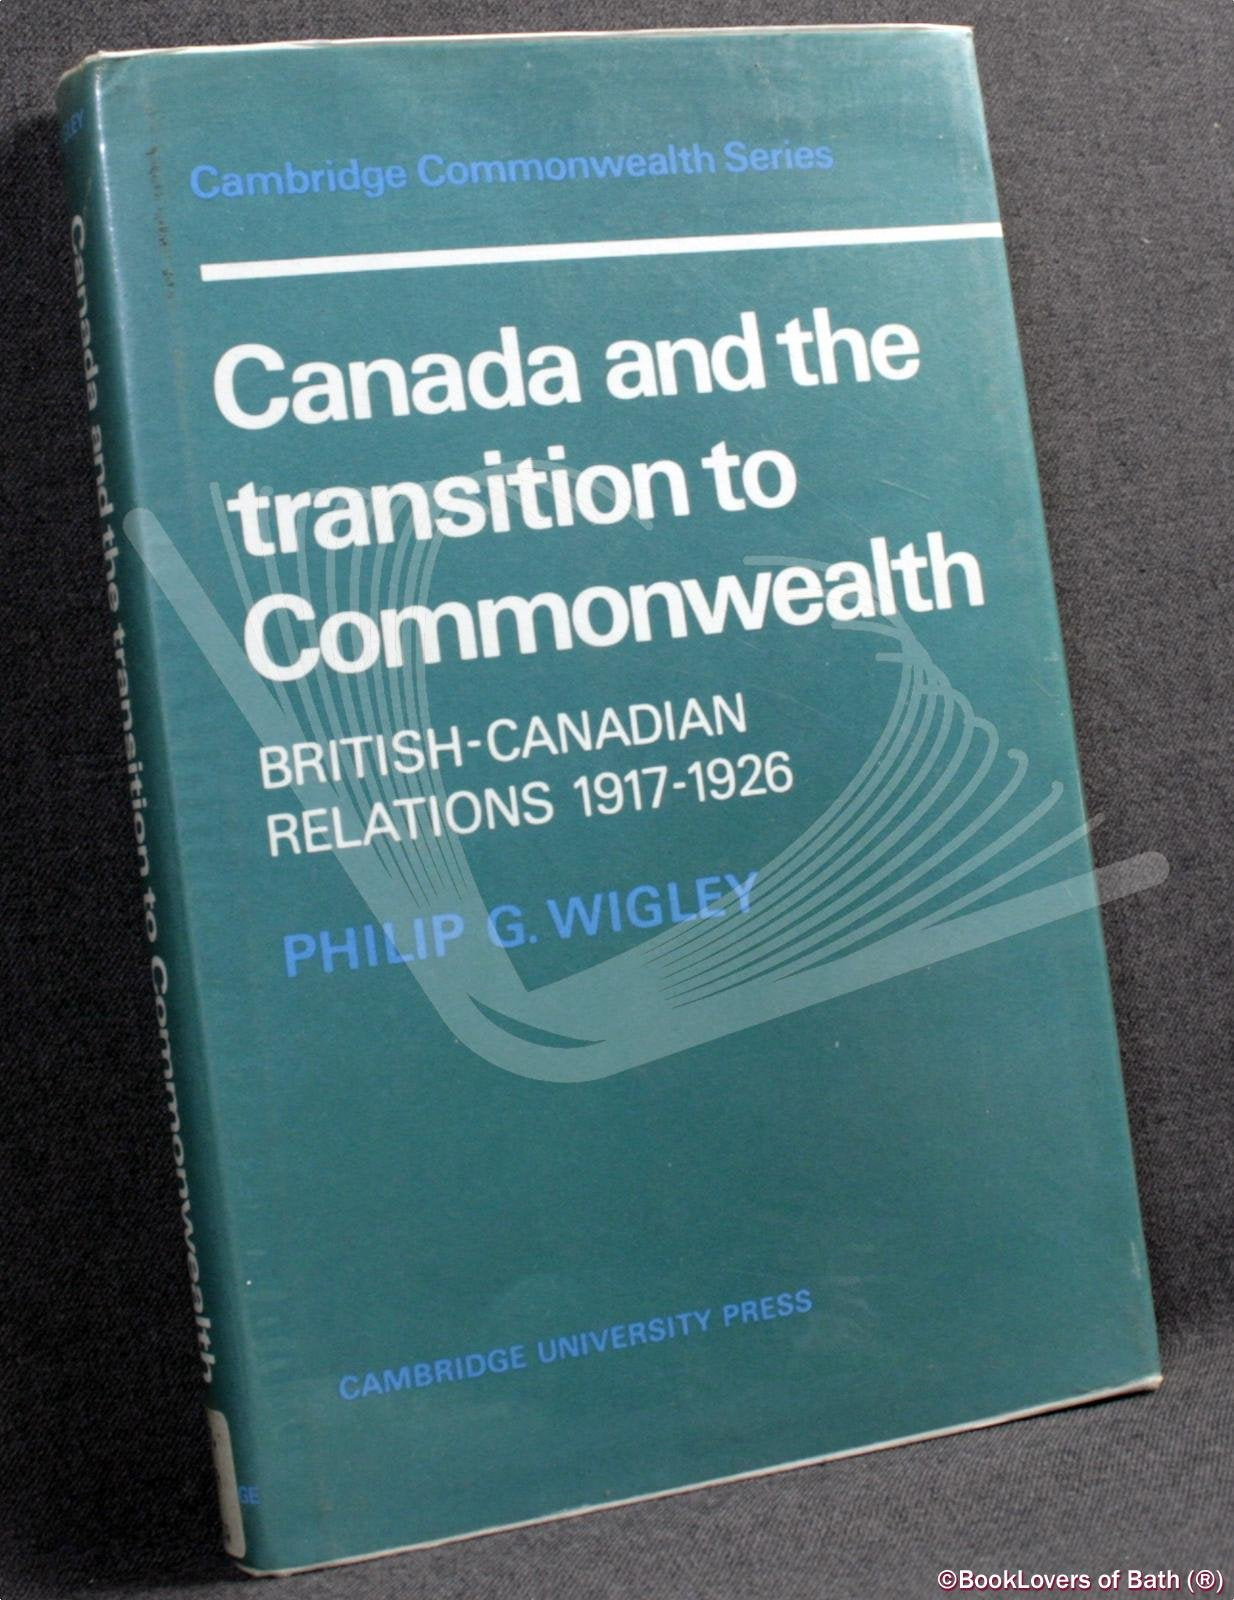 Cambridge Commonwealth Series
Canada and the
transition to
Commonwealth
BRITISH-CANADIAN
RELATIONS 1917-1926
PHILIP G. WIGLEY
CAMBRIDGE UNIVERSITY PRESS
Canada and the transition to Commonwealth
©BookLovers of Bath (®)